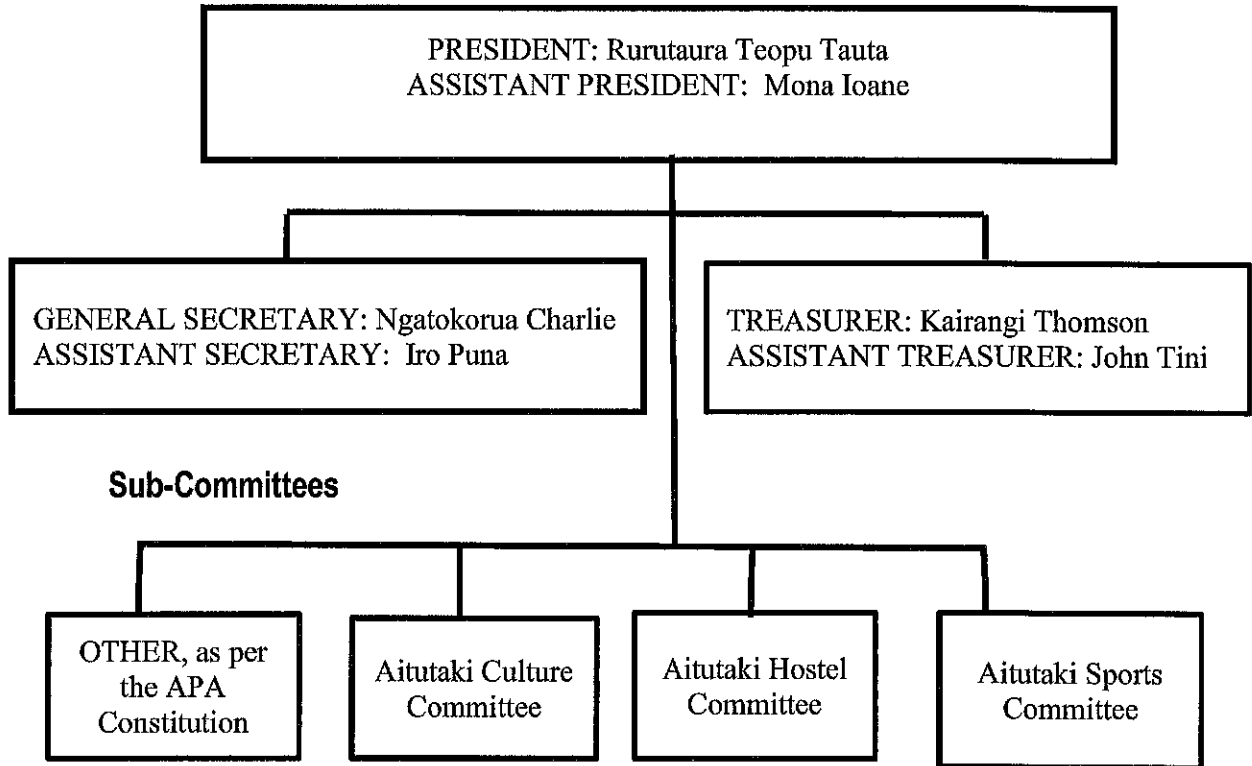 PRESIDENT: Rurutaura Teopu Tauta
ASSISTANT PRESIDENT: Mona Ioane
GENERAL SECRETARY: Ngatokorua Charlie
ASSISTANT SECRETARY: Iro Puna
TREASURER: Kairangi Thomson
ASSISTANT TREASURER: John Tini
Sub-Committees
OTHER, as per
the APA
Constitution
Aitutaki Culture
Committee
Aitutaki Hostel
Committee
Aitutaki Sports
Committee